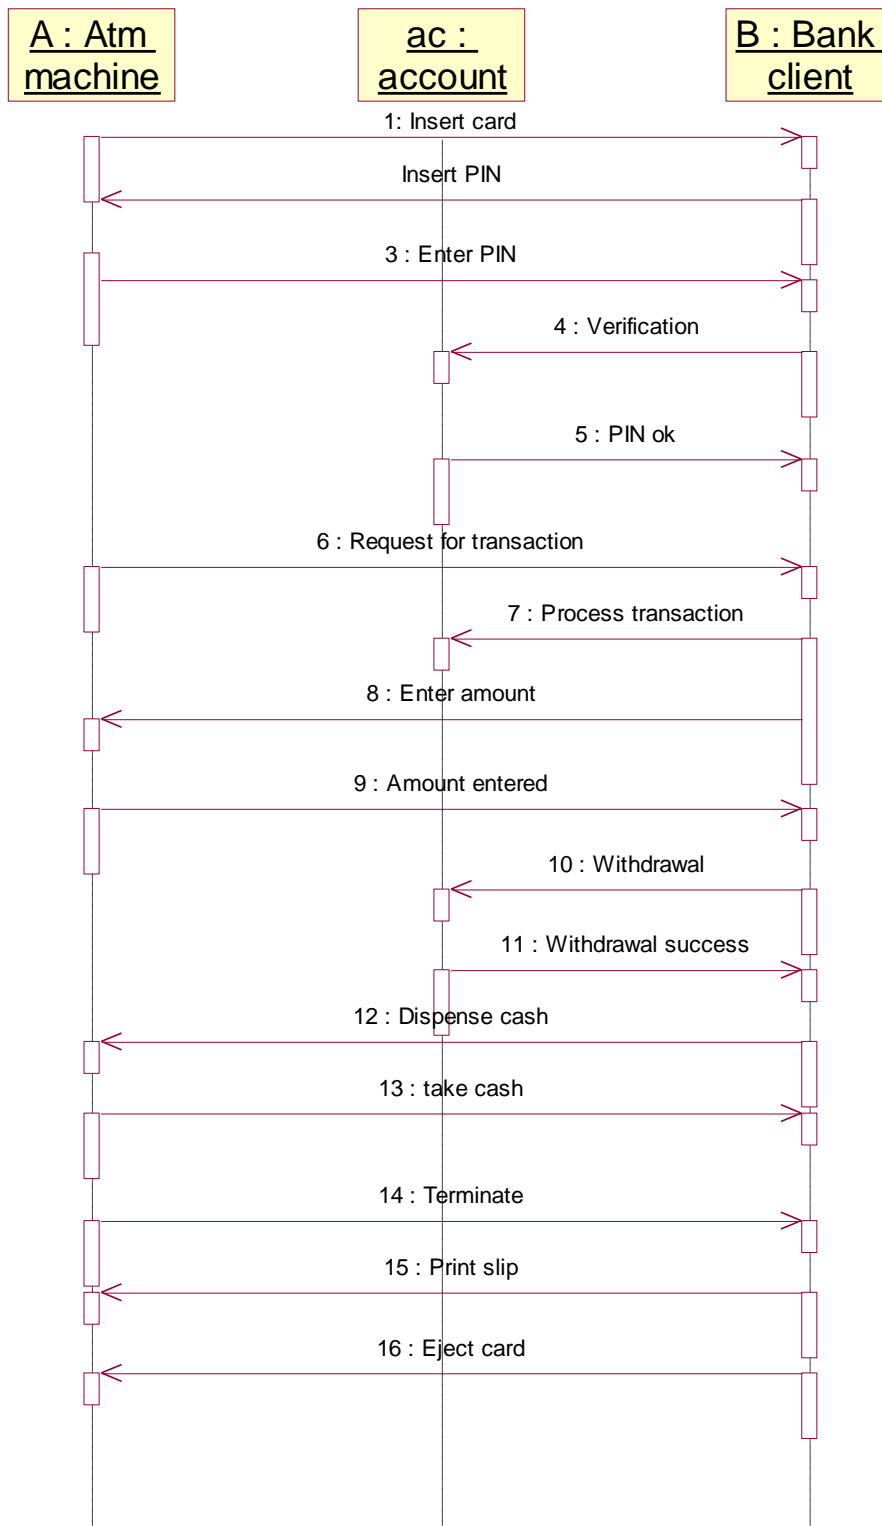 A : Atm
machine
ac :
account
B : Bank
client
1: Insert card
Insert PIN
3 : Enter PIN
4 : Verification
5 : PIN ok
6 : Request for transaction
7 : Process transaction
8 : Enter amount
9 : Amount entered
10 : Withdrawal
11 : Withdrawal success
12 : Dispense cash
13 : take cash
14 : Terminate
15 : Print slip
16 : Eject card